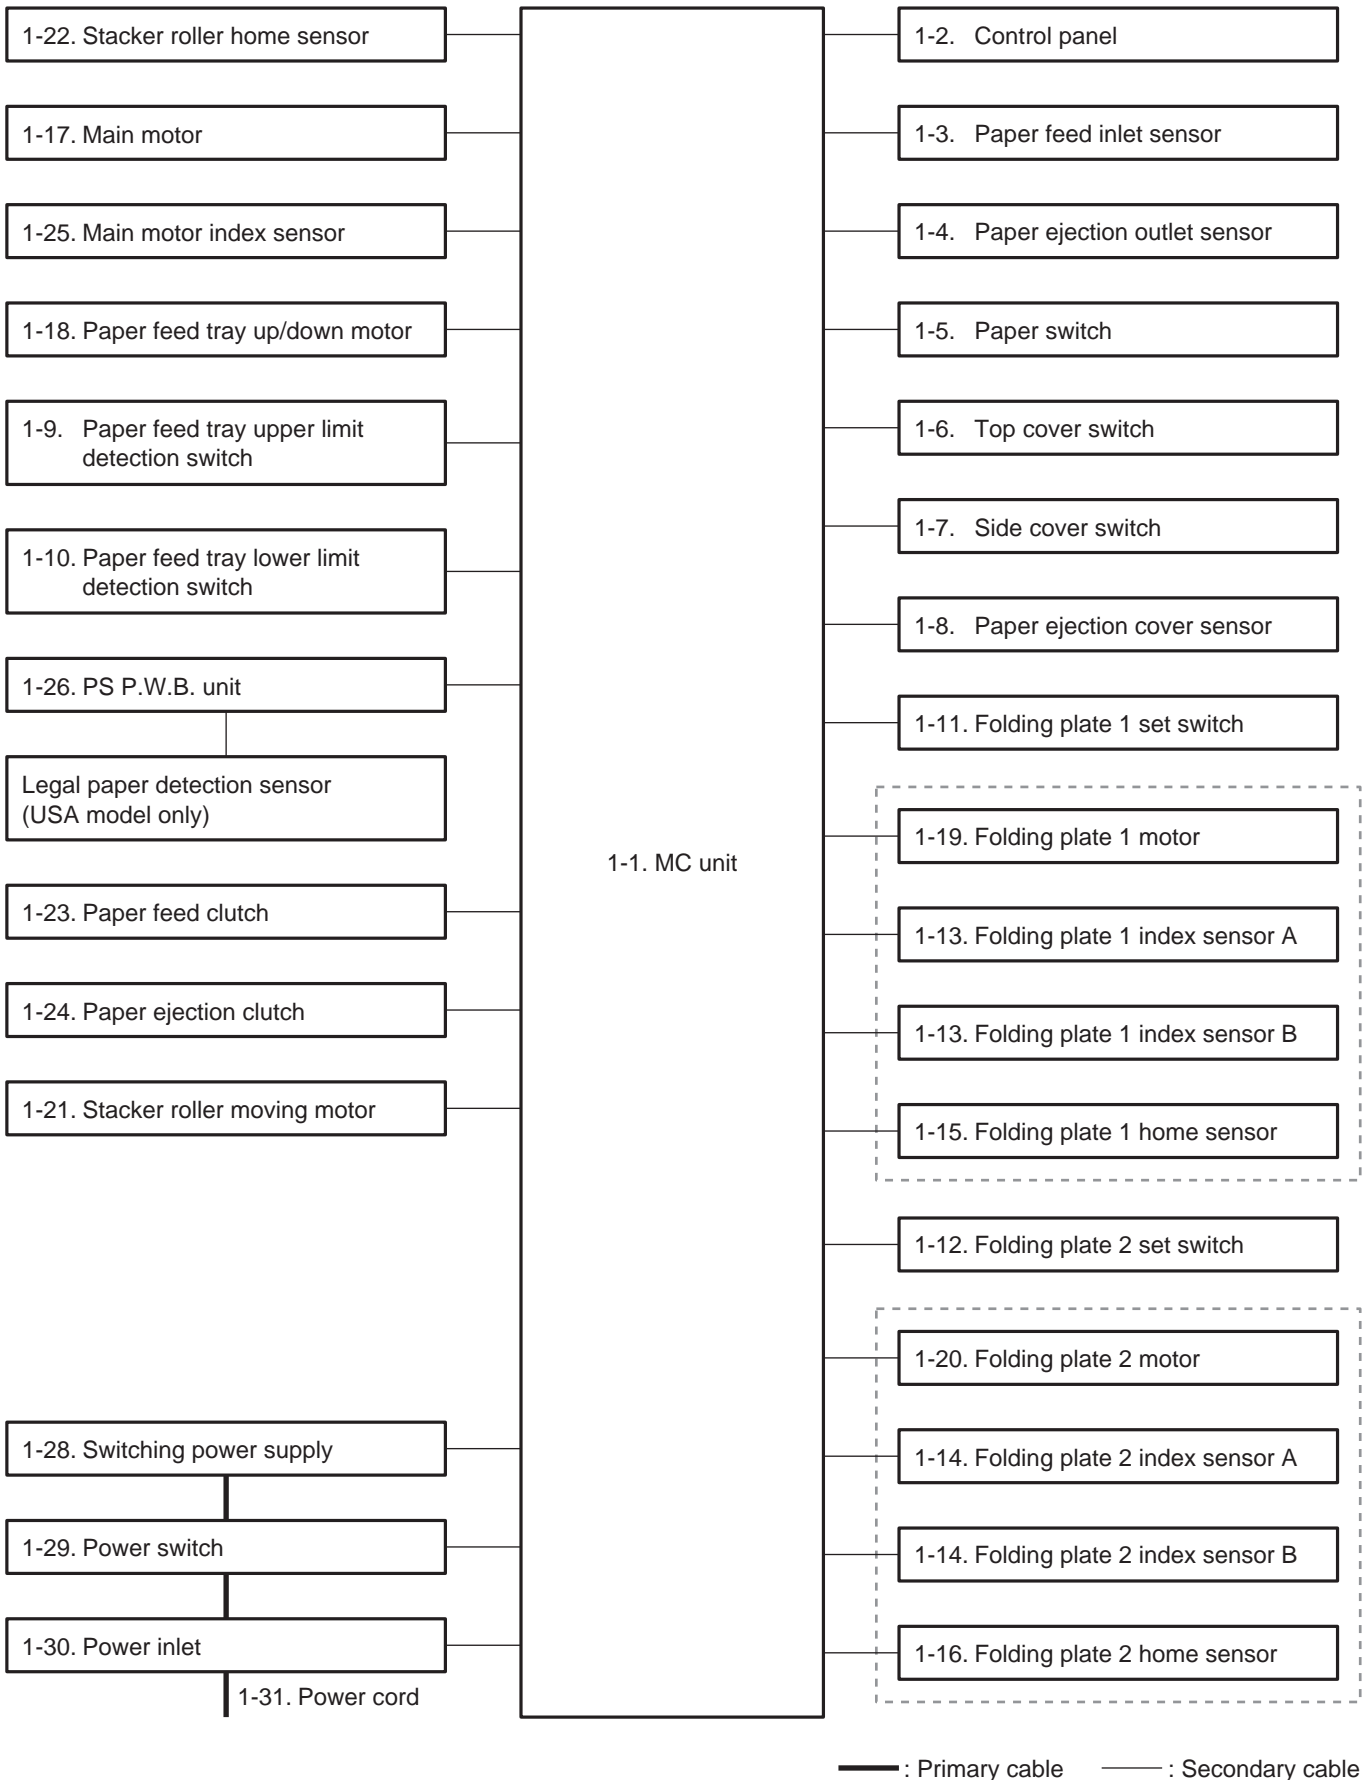 1-22. Stacker roller home sensor
1-17. Main motor
1-25. Main motor index sensor
1-18. Paper feed tray up/down motor
1-9. Paper feed tray upper limit
detection switch
1-10. Paper feed tray lower limit
detection switch
1-26. PS P.W.B. unit
Legal paper detection sensor
(USA model only)
1-23. Paper feed clutch
1-24. Paper ejection clutch
1-21. Stacker roller moving motor
1-28. Switching power supply
1-29. Power switch
1-30. Power inlet
1-31. Power cord
1-1. MC unit
1-2. Control panel
1-3. Paper feed inlet sensor
1-4. Paper ejection outlet sensor
1-5. Paper switch
1-6. Top cover switch
1-7. Side cover switch
1-8. Paper ejection cover sensor
1-11. Folding plate 1 set switch
1-19. Folding plate 1 motor
1-13. Folding plate 1 index sensor A
1-13. Folding plate 1 index sensor B
1-15. Folding plate 1 home sensor
1-12. Folding plate 2 set switch
1-20. Folding plate 2 motor
1-14. Folding plate 2 index sensor A
1-14. Folding plate 2 index sensor B
1-16. Folding plate 2 home sensor
: Primary cable
: Secondary cable